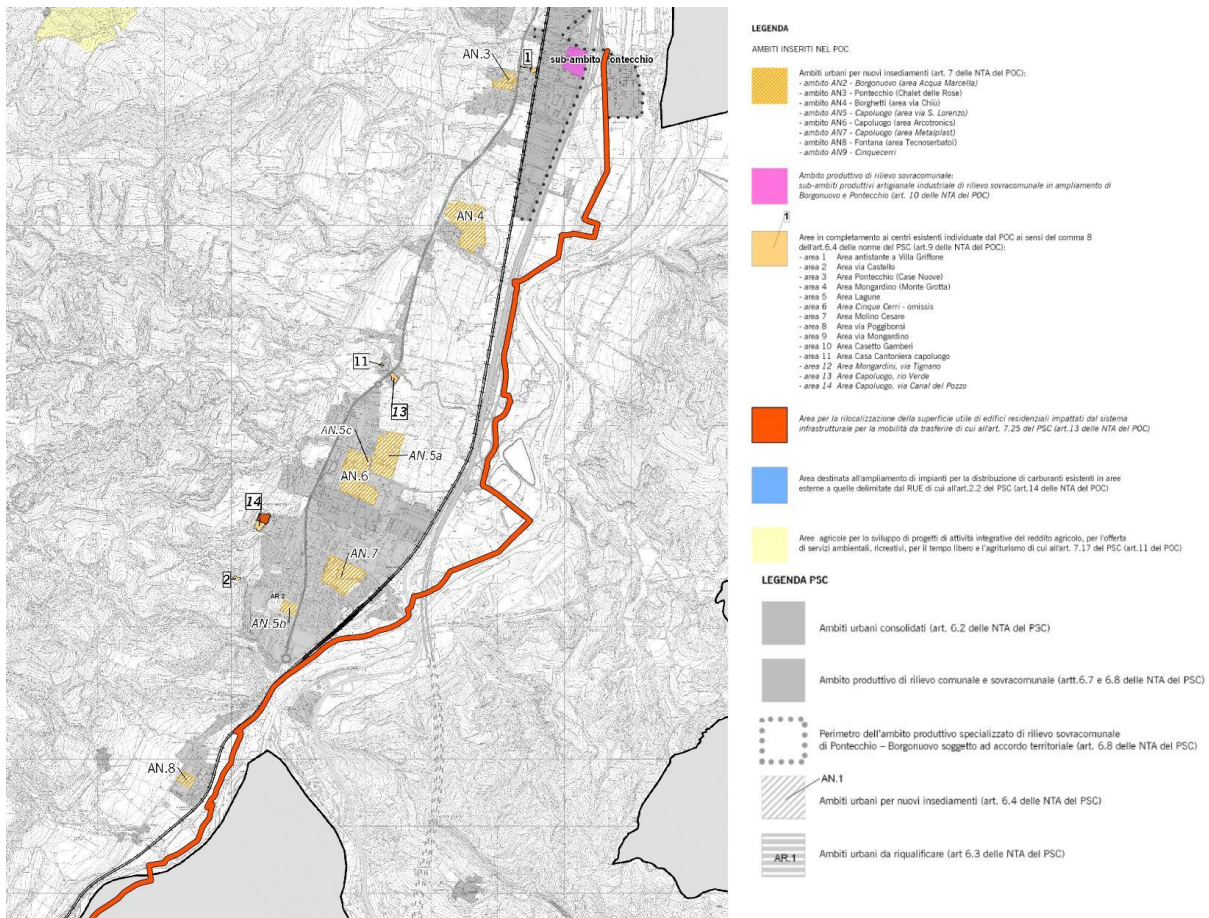 AN.3
1
sub-ambito Pontecchio
AN.4
11
13
AN.5c
AN.5a
AN.6
14
AN.7
2
AR 2
AN.5b
AN.8
LEGENDA
AMBITI INSERITI NEL POC
Ambiti urbani per nuovi insediamenti (art. 7 delle NTA del POC):
- ambito AN2 - Borgonuovo (area Acqua Marcella)
- ambito AN3 - Pontecchio (Chalet delle Rose)
- ambito AN4 - Borghetti (area via Chiù)
- ambito AN5 - Capoluogo (area via S. Lorenzo)
- ambito AN6 - Capoluogo (area Arcotronics)
- ambito AN7 - Capoluogo (area Metalplast)
- ambito AN8 - Fontana (area Tecnoserbatoi)
- ambito AN9 - Cinquecerri
Ambito produttivo di rilievo sovracomunale:
sub-ambiti produttivi artigianale industriale di rilievo sovracomunale in ampliamento di
Borgonuovo e Pontecchio (art. 10 delle NTA del POC)
1
Aree in completamento ai centri esistenti individuate dal POC ai sensi del comma 8
dell'art.6.4 delle norme del PSC (art.9 delle NTA del POC):
- area 1 Area antistante a Villa Griffone
- area 2 Area via Castello
- area 3 Area Pontecchio (Case Nuove)
- area 4 Area Mongardino (Monte Grotta)
- area 5 Area Lagune
- area 6 Area Cinque Cerri - omissis
- area 7 Area Molino Cesare
- area 8 Area via Poggibonsi
- area 9 Area via Mongardino
- area 10 Area Casetto Gamberi
- area 11 Area Casa Cantoniera capoluogo
- area 12 Area Mongardini, via Tignano
- area 13 Area Capoluogo, rio Verde
- area 14 Area Capoluogo, via Canal del Pozzo
Area per la rilocalizzazione della superficie utile di edifici residenziali impattati dal sistema
infrastrutturale per la mobilità da trasferire di cui all'art. 7.25 del PSC (art.13 delle NTA del POC)
Area destinata all'ampliamento di impianti per la distribuzione di carburanti esistenti in aree
esterne a quelle delimitate dal RUE di cui all'art.2.2 del PSC (art.14 delle NTA del POC)
Aree agricole per lo sviluppo di progetti di attività integrative del reddito agricolo, per l'offerta
di servizi ambientali, ricreativi, per il tempo libero e l'agriturismo di cui all'art. 7.17 del PSC (art.11 del POC)
LEGENDA PSC
Ambiti urbani consolidati (art. 6.2 delle NTA del PSC)
Ambito produttivo di rilievo comunale e sovracomunale (artt.6.7 e 6.8 delle NTA del PSC)
Perimetro dell'ambito produttivo specializzato di rilievo sovracomunale
di Pontecchio – Borgonuovo soggetto ad accordo territoriale (art. 6.8 delle NTA del PSC)
AN.1
Ambiti urbani per nuovi insediamenti (art. 6.4 delle NTA del PSC)
AR.1
Ambiti urbani da riqualificare (art 6.3 delle NTA del PSC)